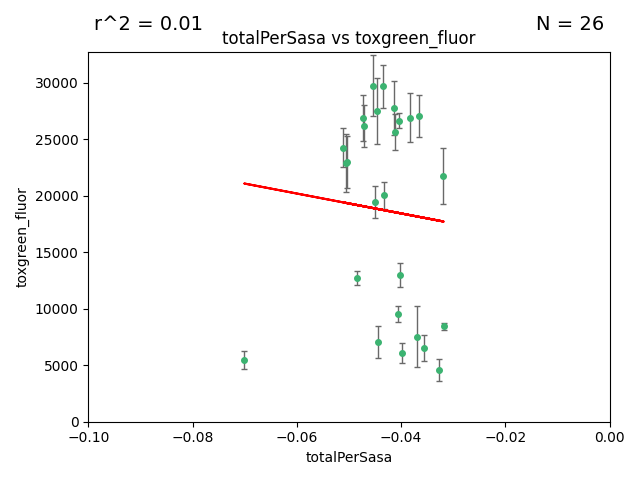 r^2 = 0.01
N = 26
totalPerSasa vs toxgreen_fluor
30000
25000
20000
15000
10000
5000
0
toxgreen_fluor
−0.10
−0.08
−0.06
−0.04
−0.02
0.00
totalPerSasa